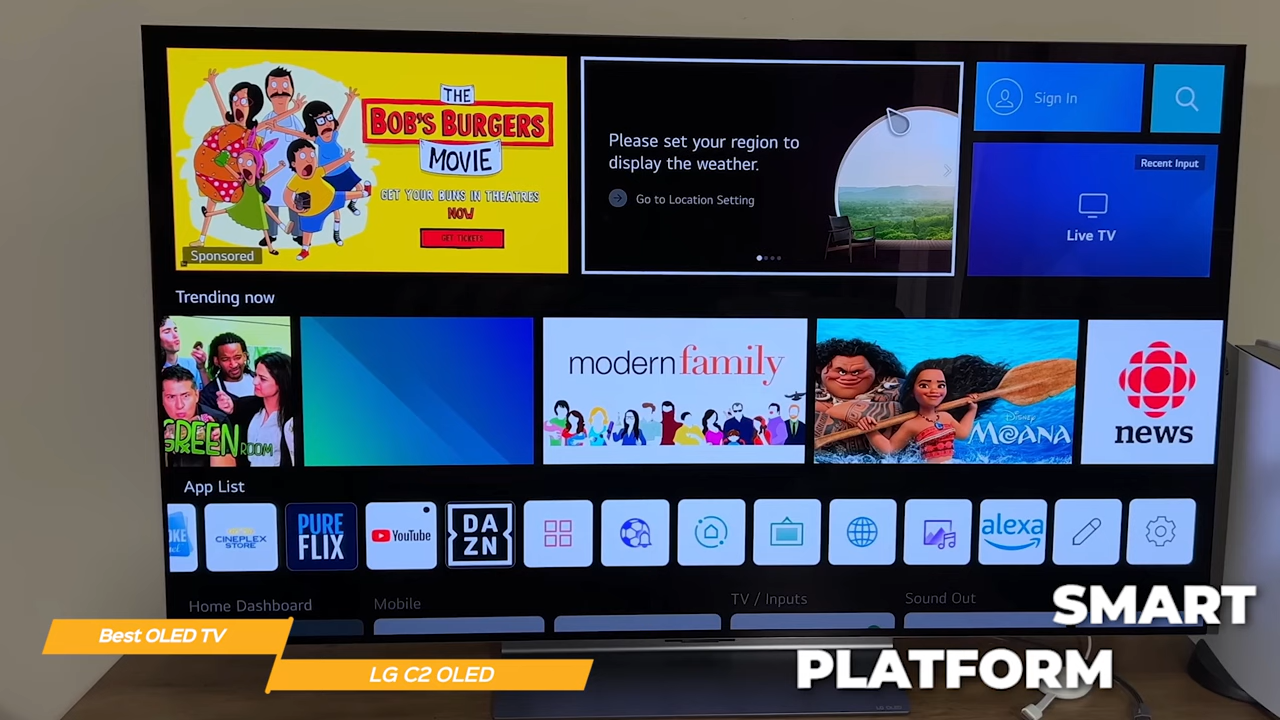 THE
BOB'S BURGERS
MOVIE
GET YOUR BUNS IN THEATRES
NOW
GET TICKETS
Sponsored
Please set your region to
display the weather.
Go to Location Setting
Sign In
Recent Input
Live TV
Trending now
GREEN ROOM
modern family
DISNEY
MOANA
news
App List
CINEPLEX
STORE
PURE
FLIX
YouTube
DA
ZN
alexa
Home Dashboard
Mobile
TV / Inputs
Sound Out
SMART
PLATFORM
Best OLED TV
LG C2 OLED